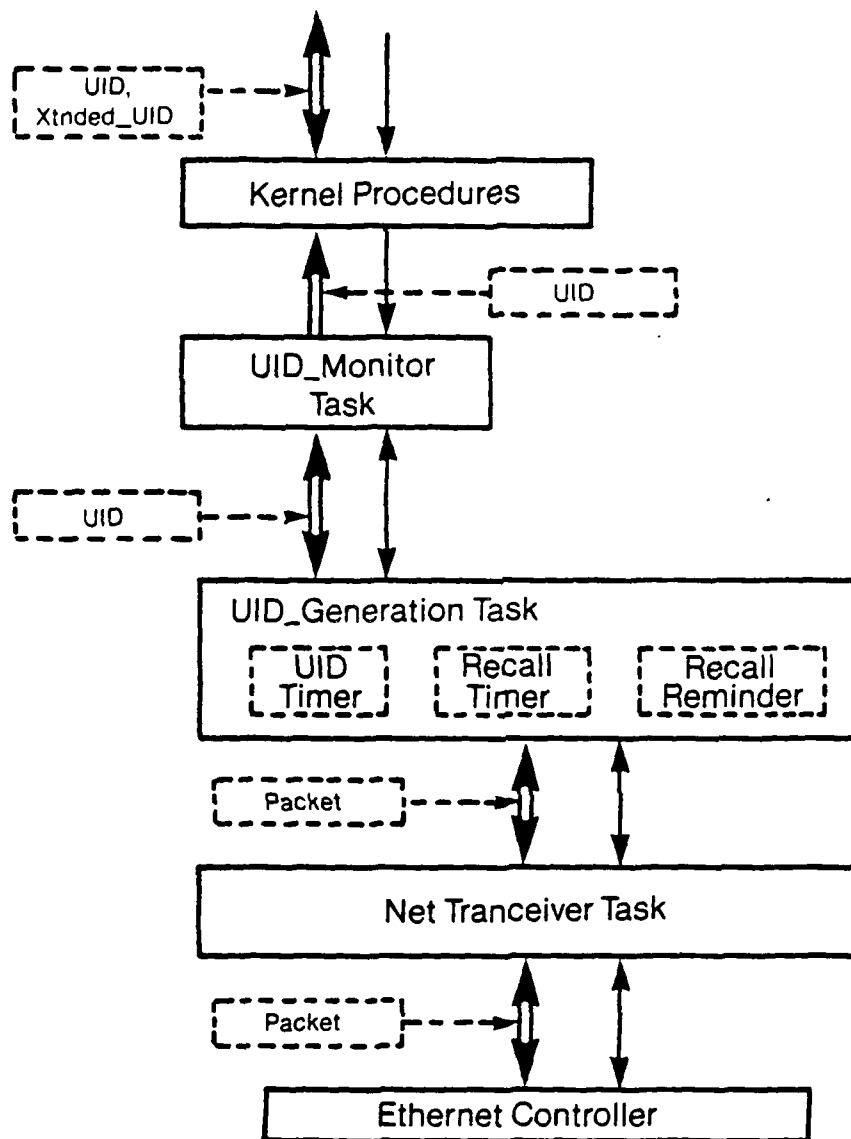 UID,
Xtnded_UID
Kernel Procedures
UID
UID_Monitor
Task
UID
UID_Generation Task
UID
Timer
Recall
Timer
Recall
Reminder
Packet
Net Tranceiver Task
Packet
Ethernet Controller